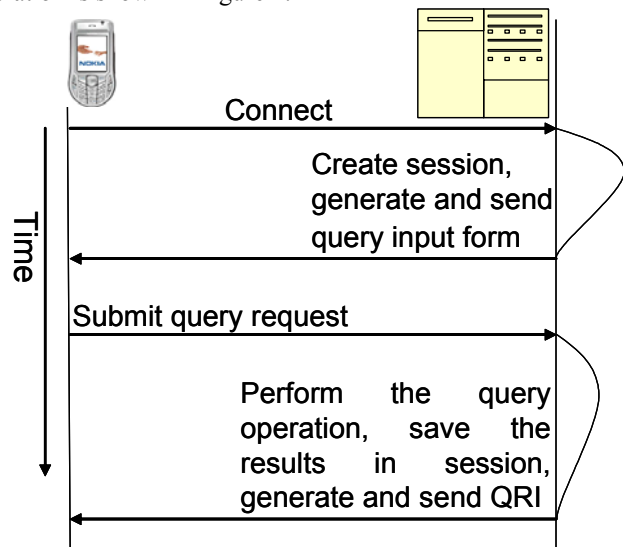 NOKIA
Connect
Create session,
generate and send
query input form
Time
Submit query request
Perform the query
operation, save the
results in session,
generate and send QRI